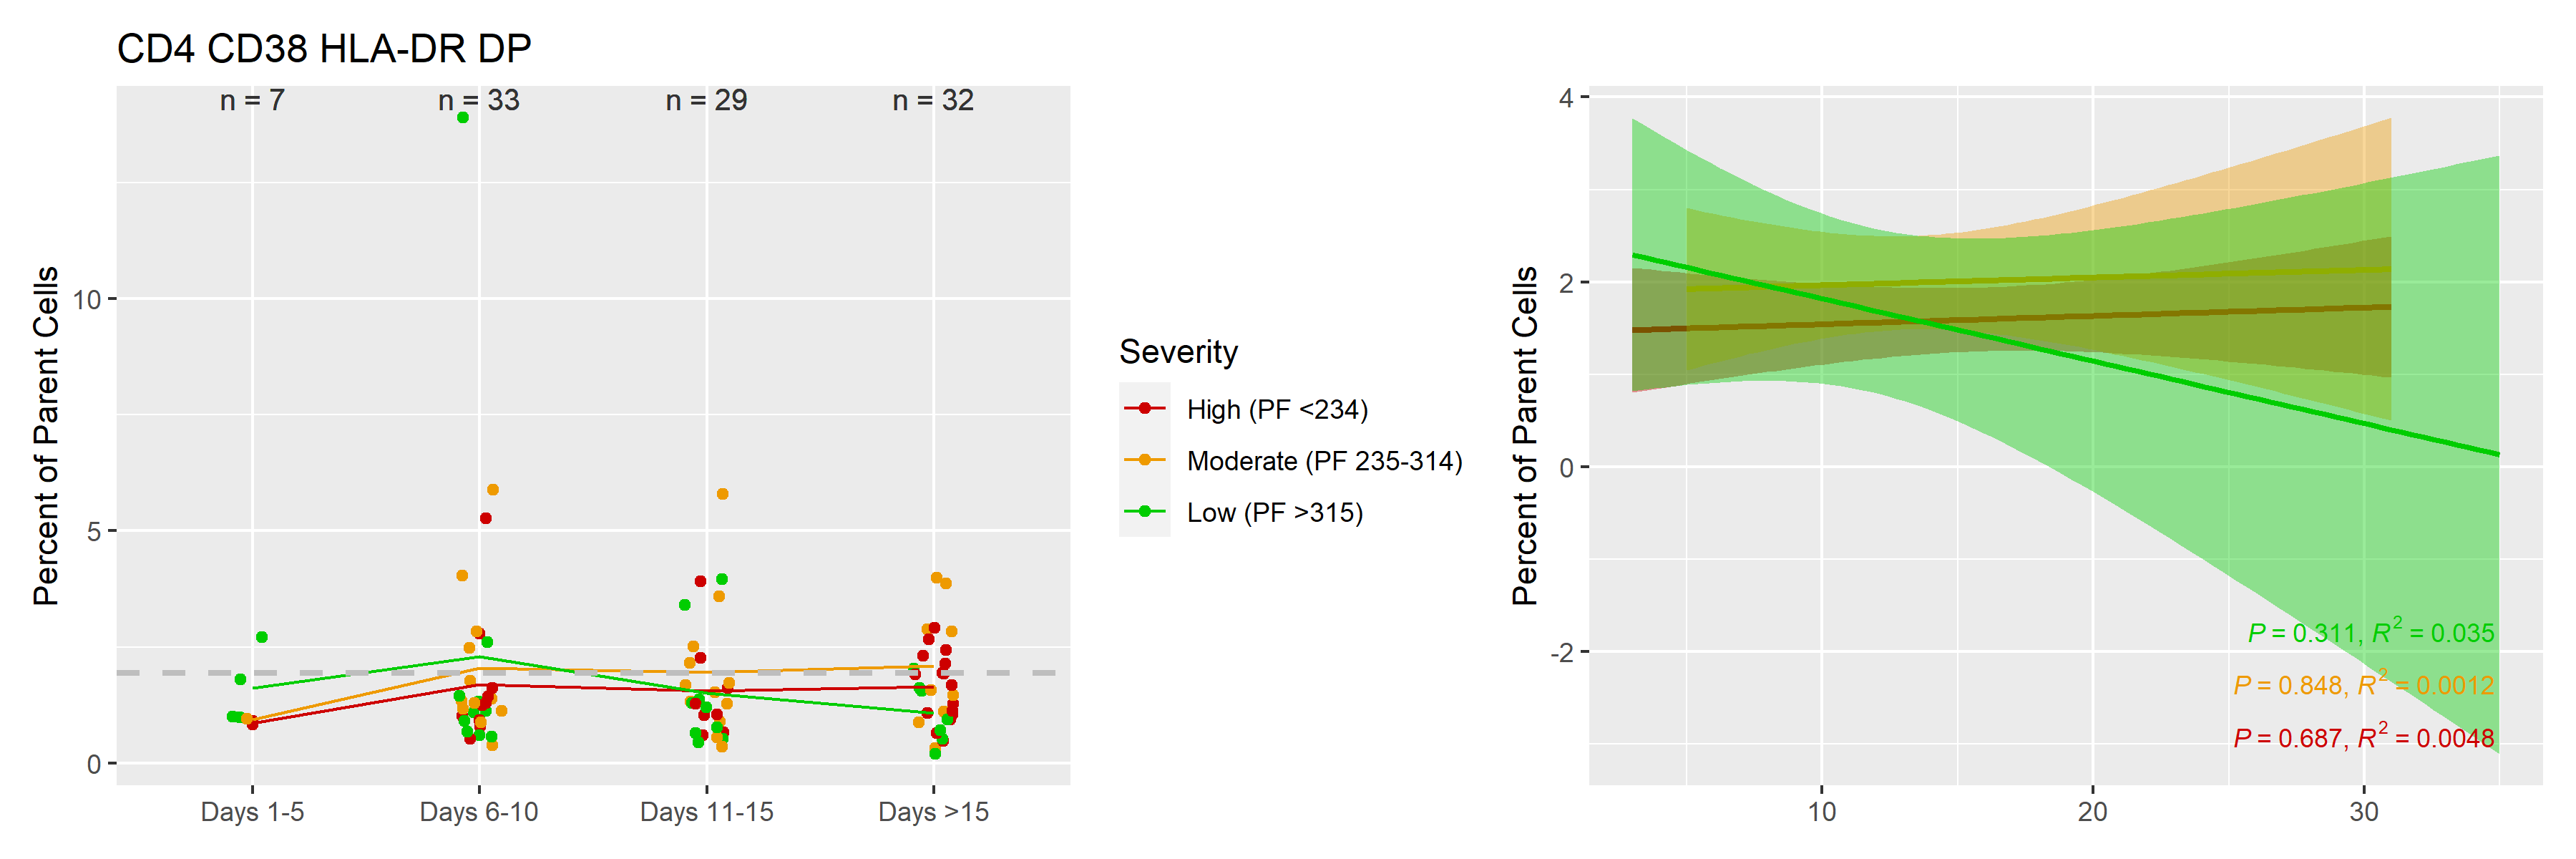 CD4 CD38 HLA-DR DP
n = 7
n = 33
n = 29
n = 32
Percent of Parent Cells
10
5
0
Days 1-5
Days 6-10
Days 11-15
Days >15
Severity
High (PF <234)
Moderate (PF 235-314)
Low (PF >315)
Percent of Parent Cells
4
2
0
-2
P = 0.311, R² = 0.035
P = 0.848, R² = 0.0012
P = 0.687, R² = 0.0048
10
20
30